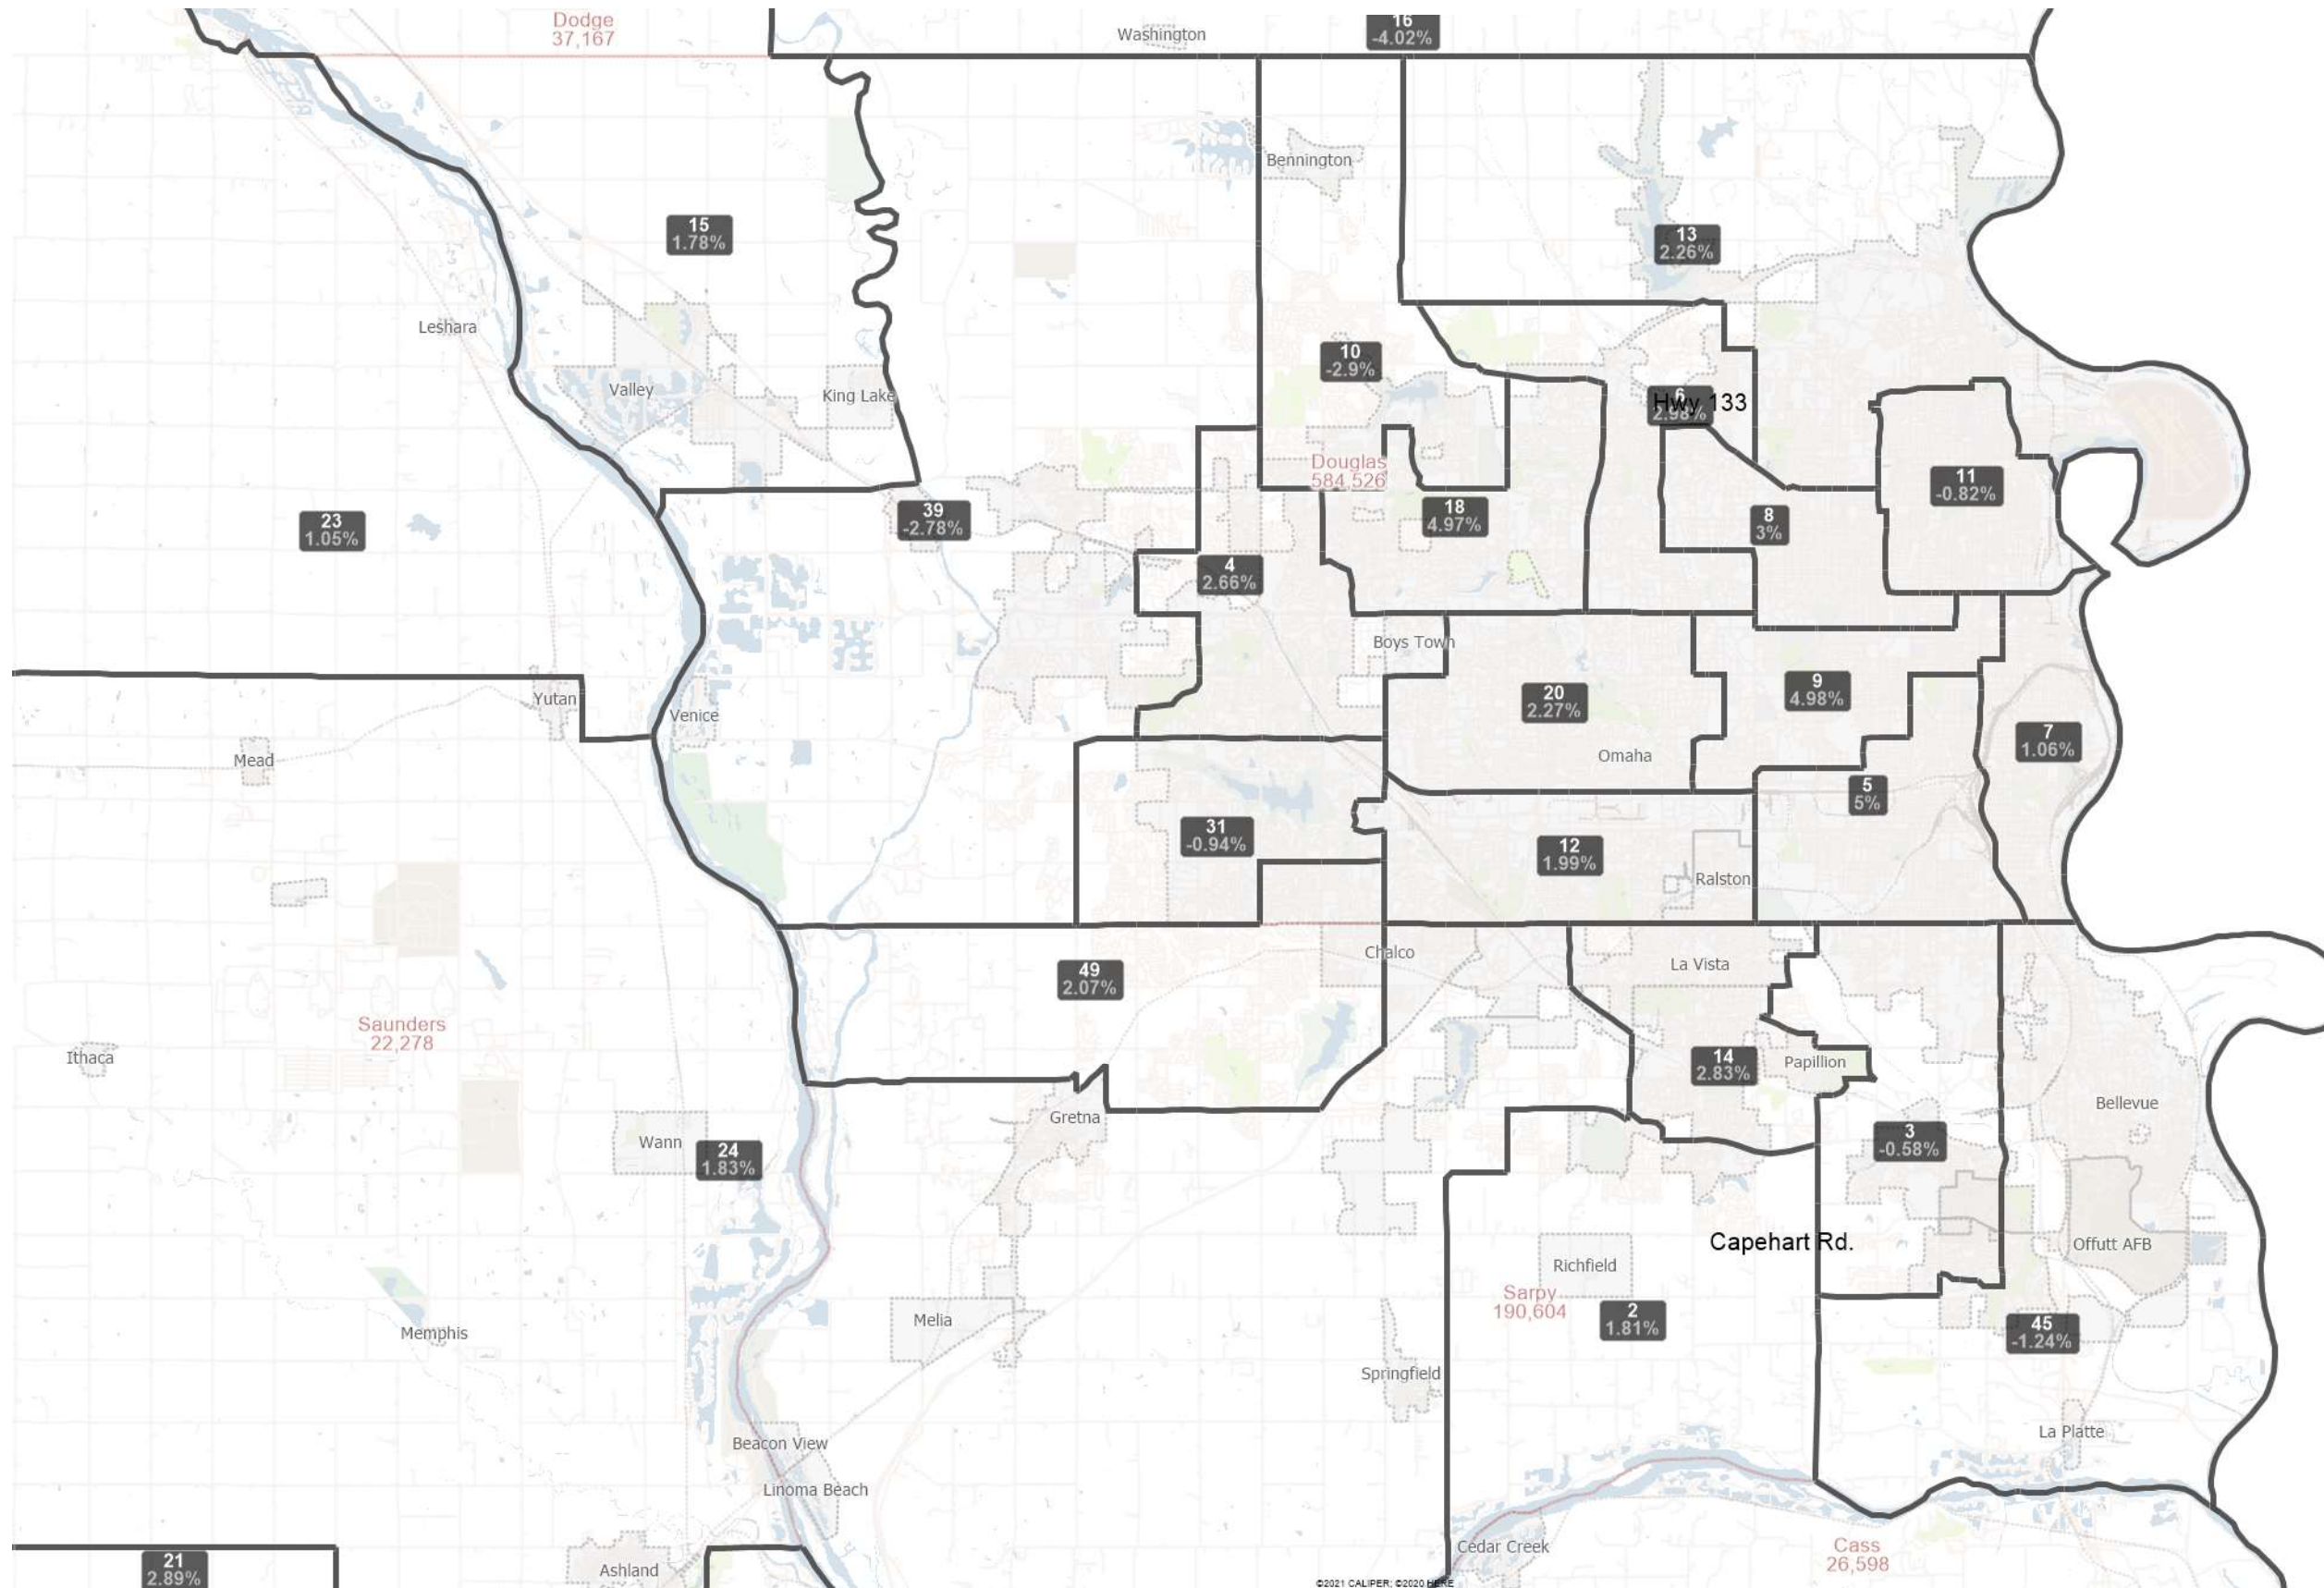 Dodge
37,167
Washington
16
-4.02%
Bennington
15
1.78%
13
2.26%
Leshara
10
-2.9%
Valley
King Lake
6
2.98%
Hwy 133
Douglas
584,526
11
-0.82%
23
1.05%
39
-2.78%
18
4.97%
8
3%
4
2.66%
Boys Town
Yutan
Venice
20
2.27%
9
4.98%
Mead
Omaha
7
1.06%
5
5%
31
-0.94%
12
1.99%
Ralston
Chalco
La Vista
49
2.07%
Saunders
22,278
Ithaca
14
2.83%
Papillion
Gretna
Bellevue
Wann
24
1.83%
3
-0.58%
Capehart Rd.
Offutt AFB
Richfield
Sarpy
190,604
Melia
2
1.81%
Memphis
45
-1.24%
Springfield
Beacon View
La Platte
Linoma Beach
Cedar Creek
Cass
26,598
21
2.89%
Ashland
©2021 CALIPER; ©2020 HERE